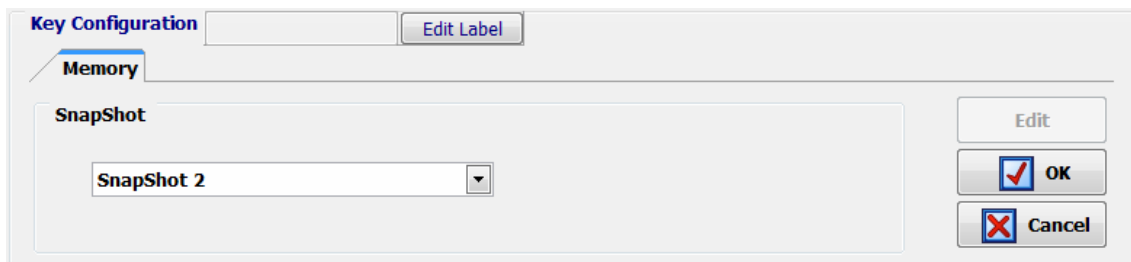 Key Configuration Edit Label
Memory
SnapShot
Edit
SnapShot 2
OK
Cancel